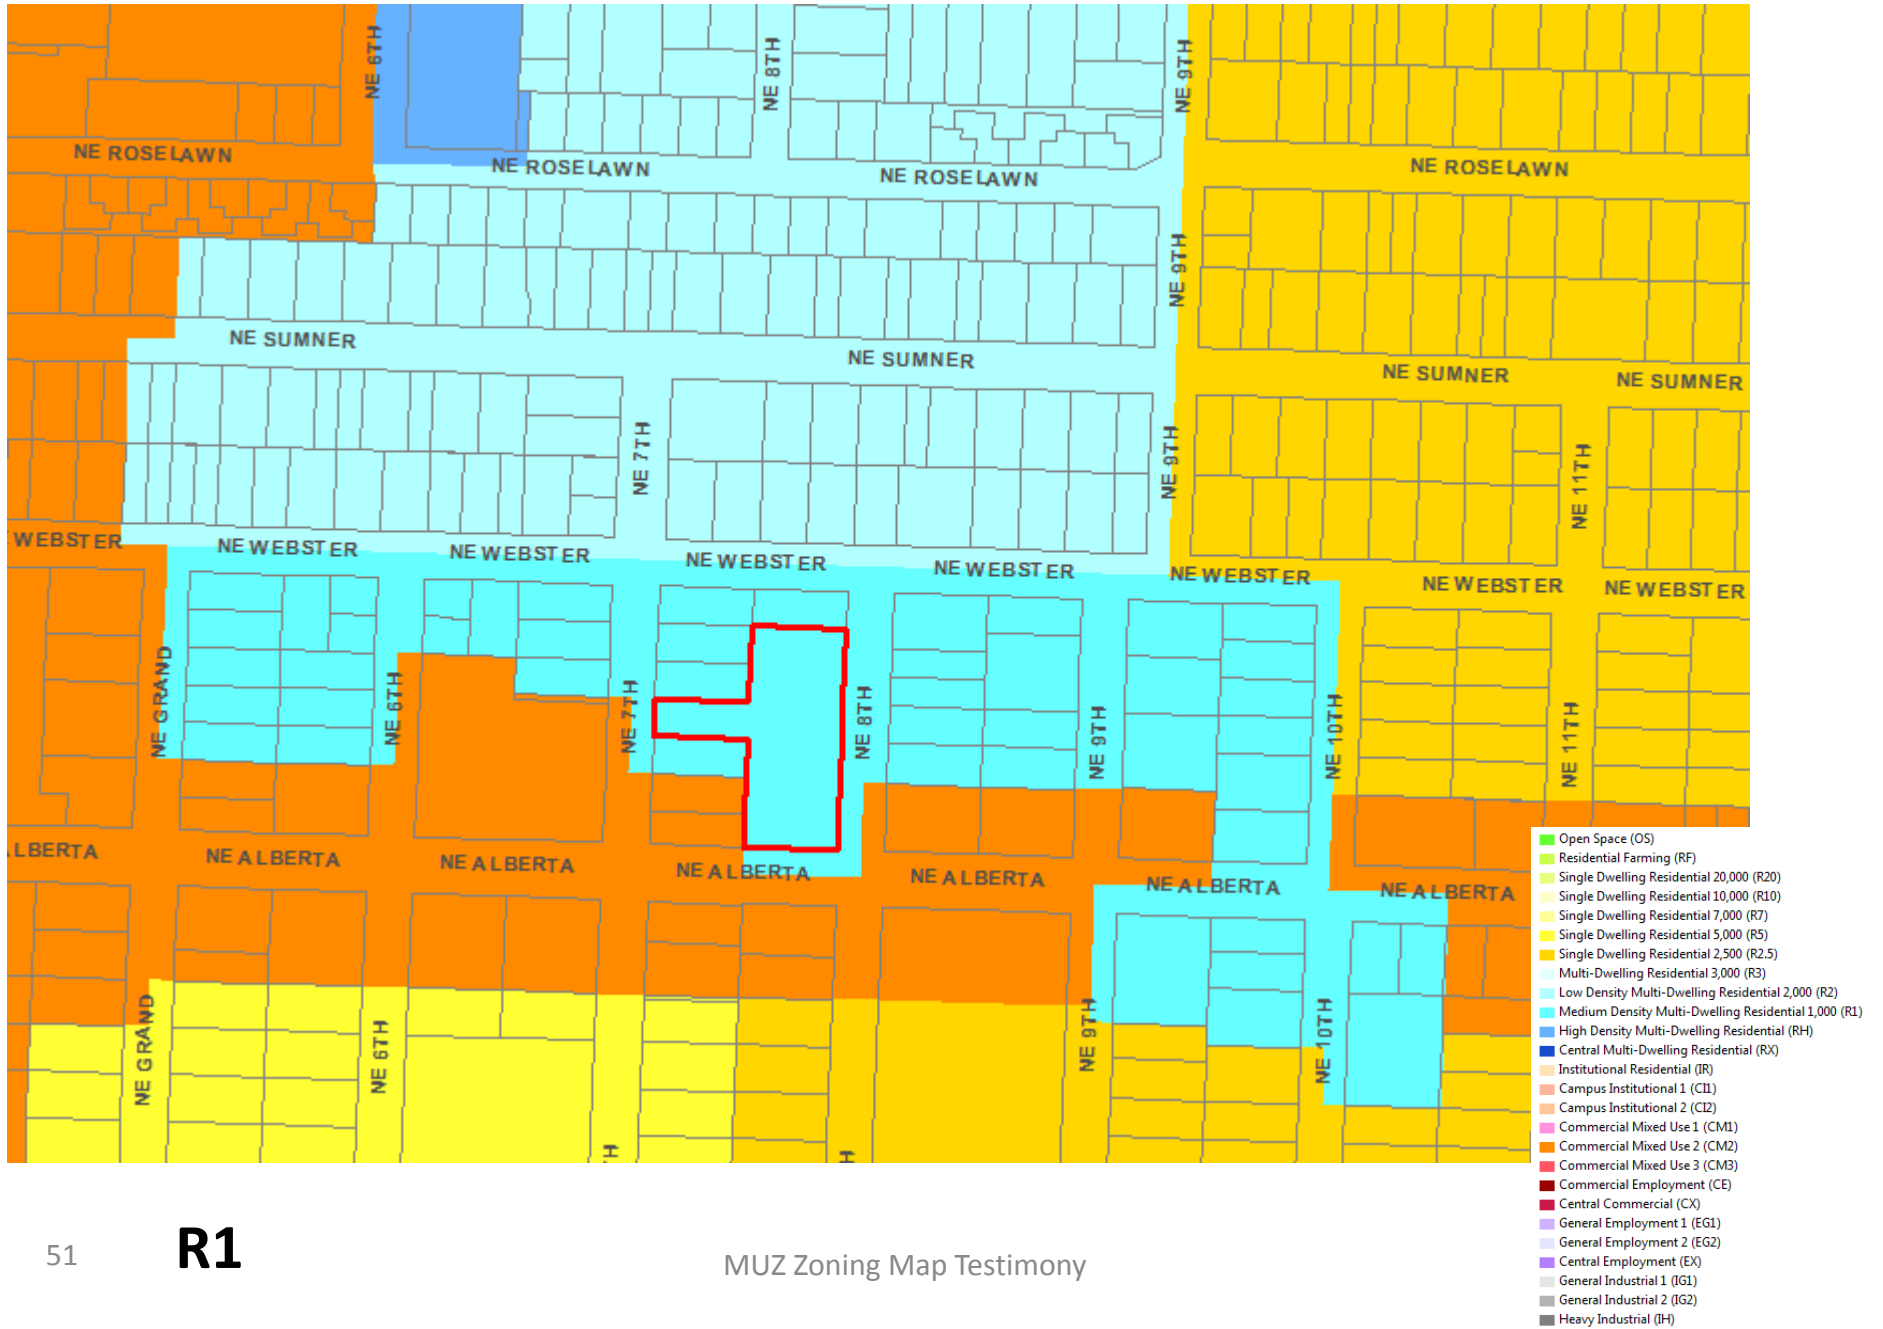 NE 6TH
NE 8TH
NE 9TH
NE ROSELAWN
NE ROSELAWN
NE ROSELAWN
NE ROSELAWN
NE 9TH
NE SUMNER
NE SUMNER
NE SUMNER
NE SUMNER
NE 7TH
NE 9TH
NE 11TH
WEBSTER
NE WEBSTER
NE WEBSTER
NE WEBSTER
NE WEBSTER
NE WEBSTER
NE WEBSTER
NE WEBSTER
NE GRAND
NE 6TH
NE 7TH
NE 8TH
NE 9TH
NE 10TH
NE 11TH
LBERTA
NE ALBERTA
NE ALBERTA
NE ALBERTA
NE ALBERTA
NE ALBERTA
NE ALBERTA
NE GRAND
NE 6TH
TH
H
NE 9TH
NE 10TH
Open Space (OS)
Residential Farming (RF)
Single Dwelling Residential 20,000 (R20)
Single Dwelling Residential 10,000 (R10)
Single Dwelling Residential 7,000 (R7)
Single Dwelling Residential 5,000 (R5)
Single Dwelling Residential 2,500 (R2.5)
Multi-Dwelling Residential 3,000 (R3)
Low Density Multi-Dwelling Residential 2,000 (R2)
Medium Density Multi-Dwelling Residential 1,000 (R1)
High Density Multi-Dwelling Residential (RH)
Central Multi-Dwelling Residential (RX)
Institutional Residential (IR)
Campus Institutional 1 (CI1)
Campus Institutional 2 (CI2)
Commercial Mixed Use 1 (CM1)
Commercial Mixed Use 2 (CM2)
Commercial Mixed Use 3 (CM3)
Commercial Employment (CE)
Central Commercial (CX)
General Employment 1 (EG1)
General Employment 2 (EG2)
Central Employment (EX)
General Industrial 1 (IG1)
General Industrial 2 (IG2)
Heavy Industrial (IH)
51
R1
MUZ Zoning Map Testimony